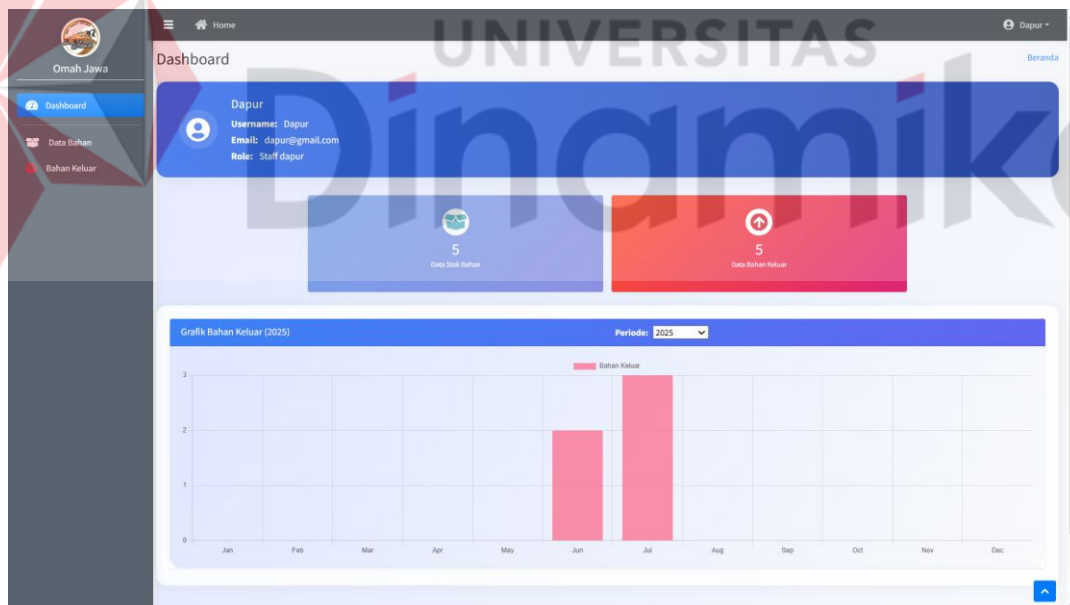 UNIVERSITAS
Dinamika
Omah Jawa
Dashboard
Data Bahan
Bahan Keluar
Home
Dapur
Dashboard
Beranda
Dapur
Username: Dapur
Email: dapur@gmail.com
Role: Staff dapur
5
Data Stok Bahan
5
Data Bahan Keluar
Grafik Bahan Keluar (2025)
Periode: 2025
Bahan Keluar
3
2
1
0
Jan Feb Mar Apr May Jun Jul Aug Sep Oct Nov Dec